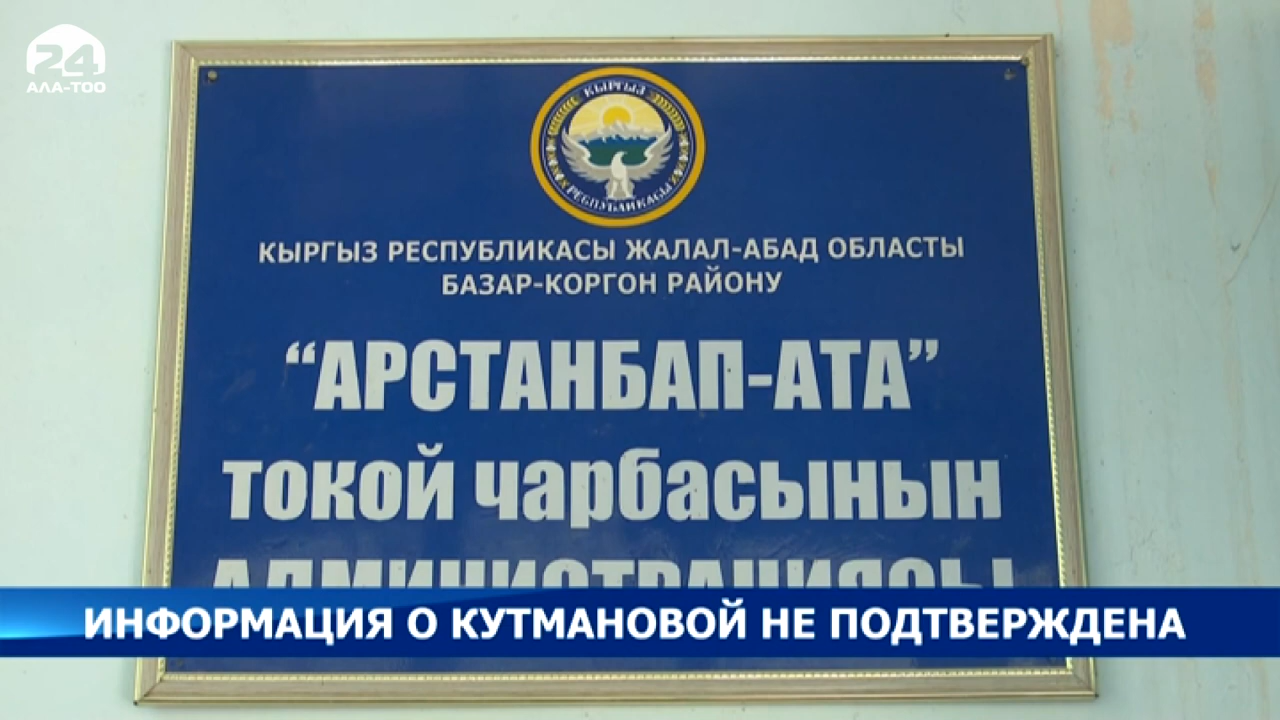 24
АЛА-ТОО
КЫРГЫЗ
РЕСПУБЛИКАСЫ
КЫРГЫЗ РЕСПУБЛИКАСЫ ЖАЛАЛ-АБАД ОБЛАСТЫ
БАЗАР-КОРГОН РАЙОНУ
“АРСТАНБАП-АТА”
токой чарбасынын
АДМИНИСТРАЦИЯСЫ
ИНФОРМАЦИЯ О КУТМАНОВОЙ НЕ ПОДТВЕРЖДЕНА